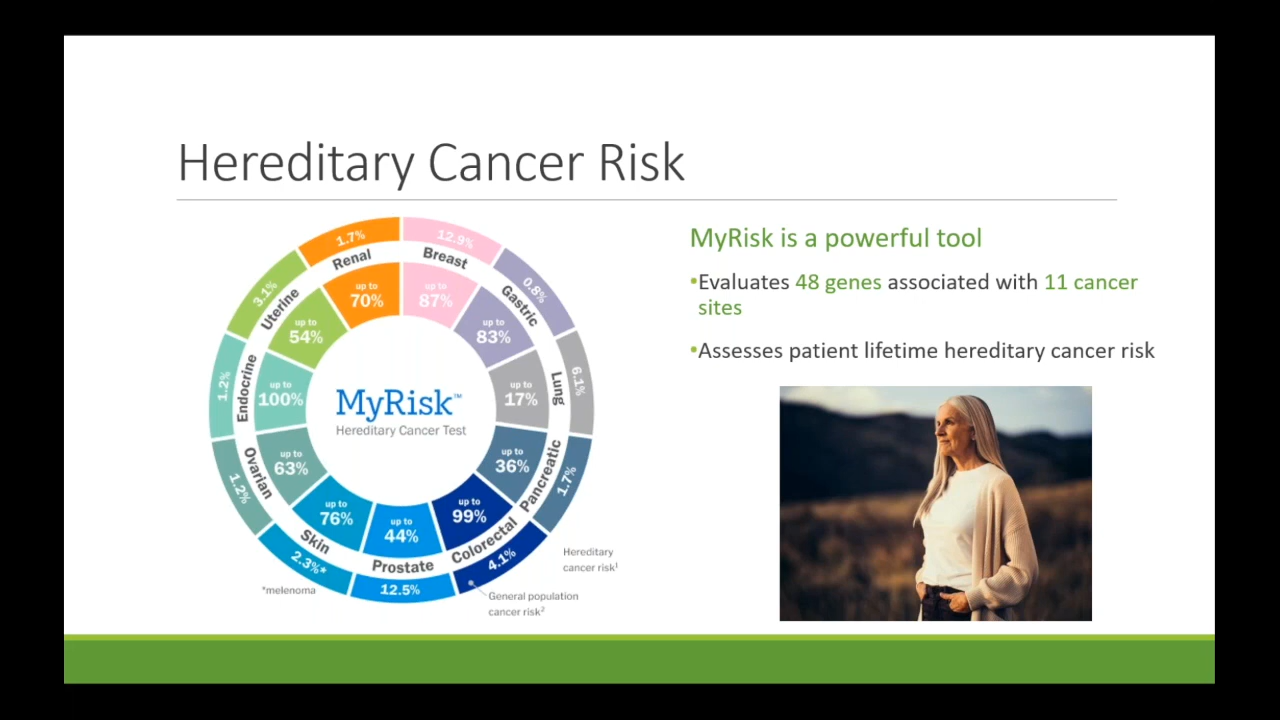 Hereditary Cancer Risk
1.7%
12.9%
0.8%
6.1%
1.7%
4.1%
12.5%
2.3%*
1.2%
1.2%
3.1%
Renal
Breast
Gastric
Lung
Pancreatic
Colorectal
Prostate
Skin
Ovarian
Endocrine
Uterine
up to
70%
up to
87%
up to
83%
up to
17%
up to
36%
up to
99%
up to
44%
up to
76%
up to
63%
up to
100%
up to
54%
MyRisk™
Hereditary Cancer Test
Hereditary
cancer risk¹
*melenoma
General population
cancer risk²
MyRisk is a powerful tool
•Evaluates 48 genes associated with 11 cancer
sites
•Assesses patient lifetime hereditary cancer risk